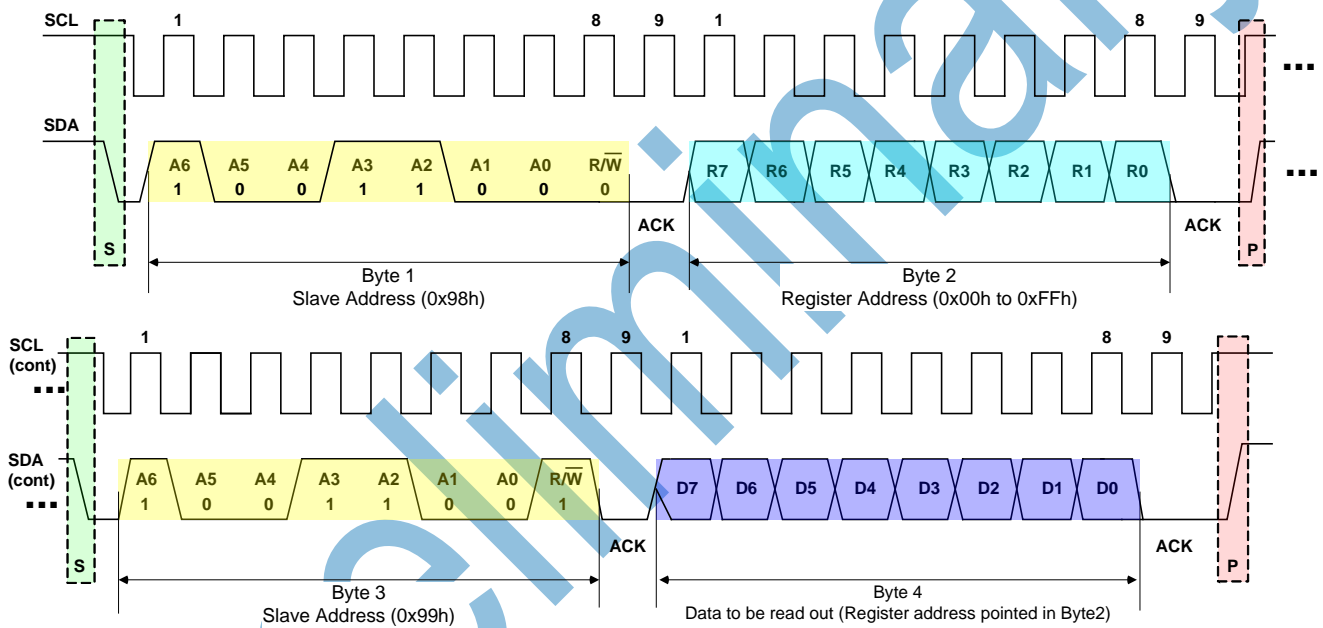 SCL 1 8 9 1 8 9
...
SDA
A6 A5 A4 A3 A2 A1 A0 R/W̅ R7 R6 R5 R4 R3 R2 R1 R0
1 0 0 1 1 0 0 0
...
ACK ACK
S P
Byte 1 Byte 2
Slave Address (0x98h) Register Address (0x00h to 0xFFh)
SCL 1 8 9 1 8 9
(cont)
...
SDA
(cont)
A6 A5 A4 A3 A2 A1 A0 R/W̅ D7 D6 D5 D4 D3 D2 D1 D0
1 0 0 1 1 0 0 1
...
ACK ACK
S P
Byte 3 Byte 4
Slave Address (0x99h) Data to be read out (Register address pointed in Byte2)